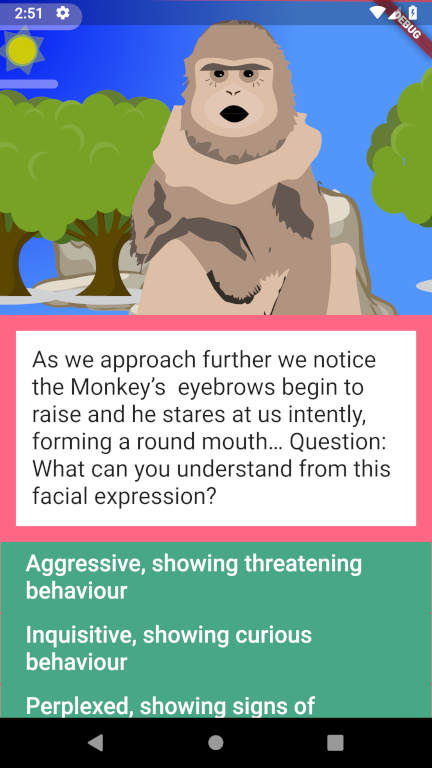 2:51
DEBUG
As we approach further we notice
the Monkey’s  eyebrows begin to
raise and he stares at us intently,
forming a round mouth... Question:
What can you understand from this
facial expression?
Aggressive, showing threatening
behaviour
Inquisitive, showing curious
behaviour
Perplexed, showing signs of